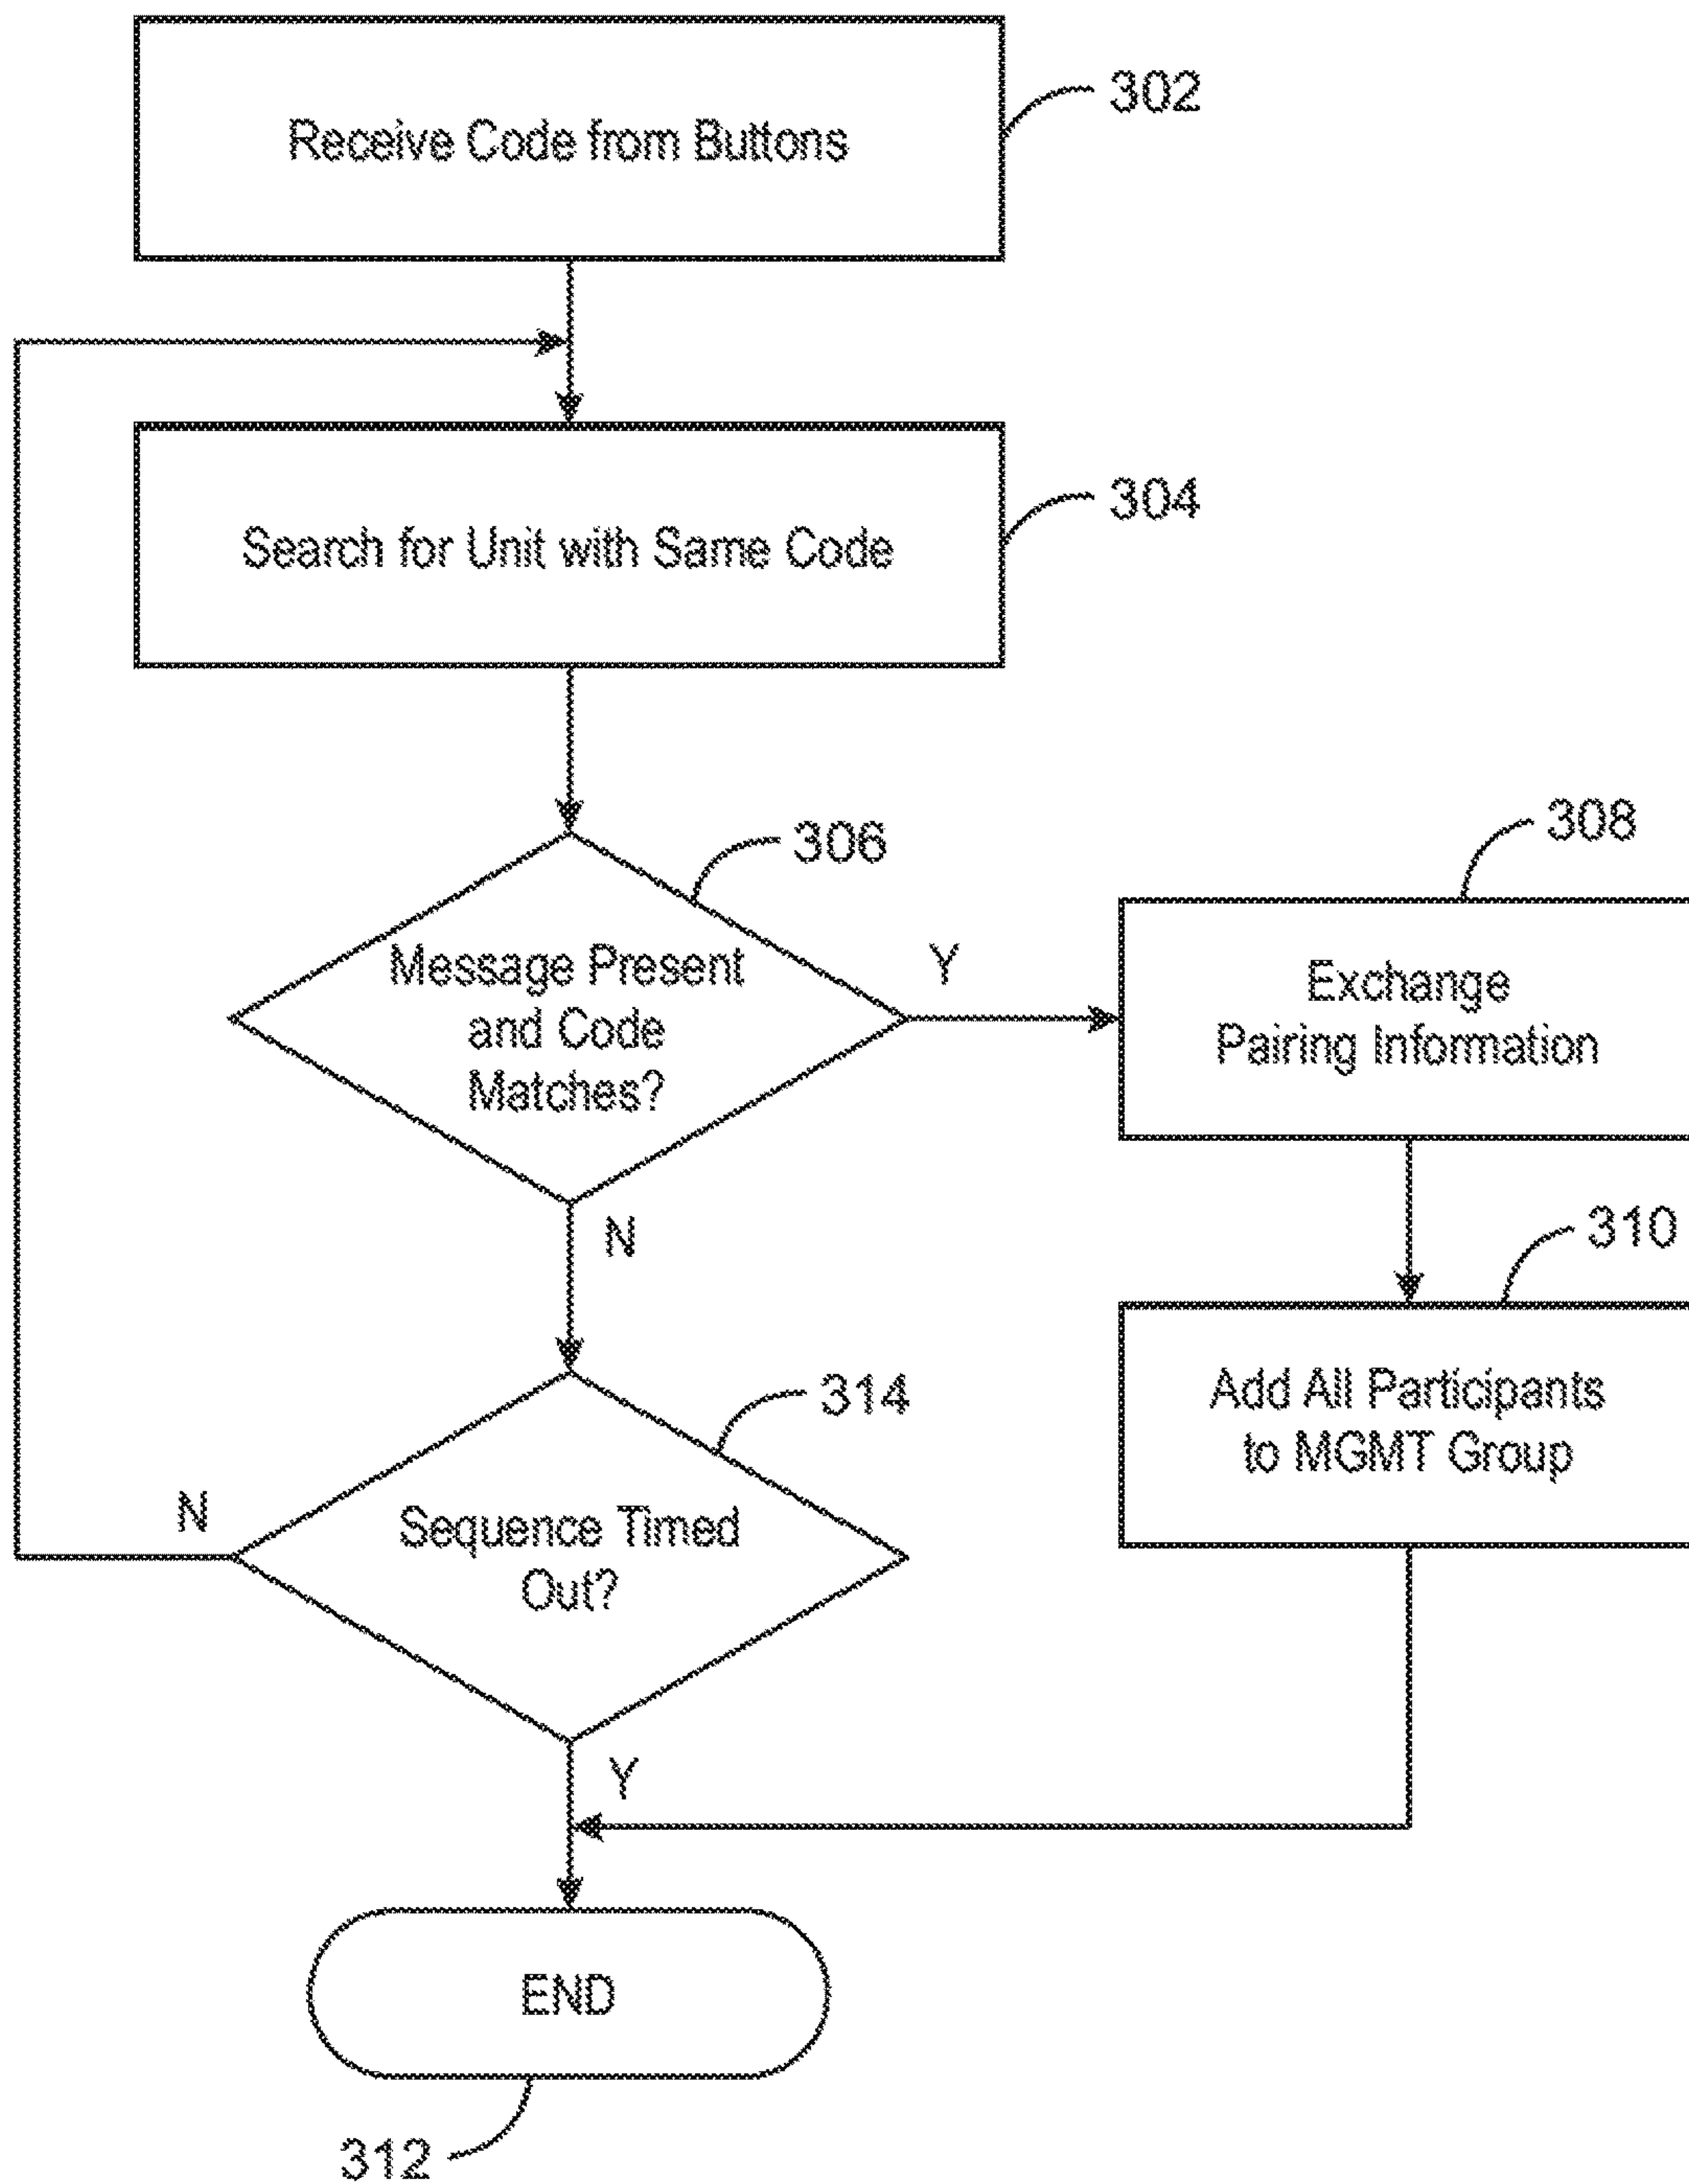 Receive Code from Buttons
302
Search for Unit with Same Code
304
306
Message Present
and Code
Matches?
Y
N
308
Exchange
Pairing Information
310
Add All Participants
to MGMT Group
314
Sequence Timed
Out?
N
Y
END
312